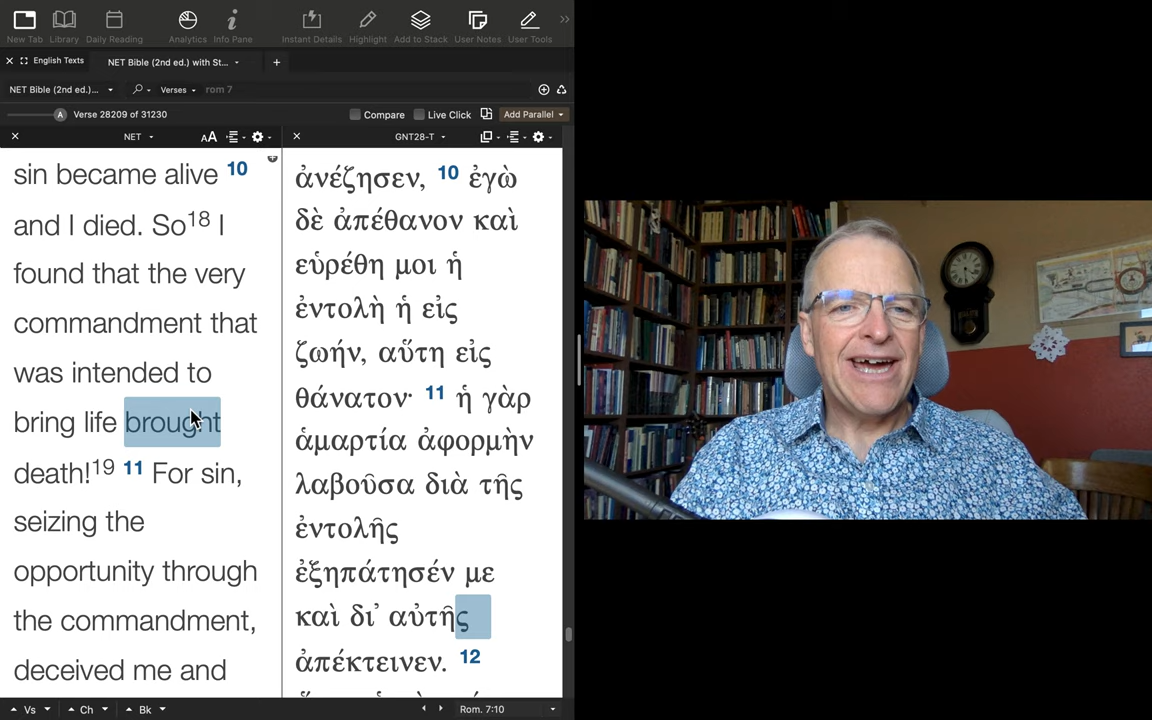 New Tab Library Daily Reading Analytics Info Pane Instant Details Highlight Add to Stack User Notes User Tools
English Texts NET Bible (2nd ed.) with St...
NET Bible (2nd ed.)... Verses rom 7
A Verse 28209 of 31230 Compare Live Click Add Parallel
NET AA
sin became alive 10
and I died. So18 I
found that the very
commandment that
was intended to
bring life brought
death!19 11 For sin,
seizing the
opportunity through
the commandment,
deceived me and
GNT28-T
ἀνέζησεν, 10 ἐγὼ
δὲ ἀπέθανον καὶ
εὑρέθη μοι ἡ
ἐντολὴ ἡ εἰς
ζωήν, αὕτη εἰς
θάνατον· 11 ἡ γὰρ
ἁμαρτία ἀφορμὴν
λαβοῦσα διὰ τῆς
ἐντολῆς
ἐξηπάτησέν με
καὶ δι᾽ αὐτῆς
ἀπέκτεινεν. 12
Vs Ch Bk Rom. 7:10